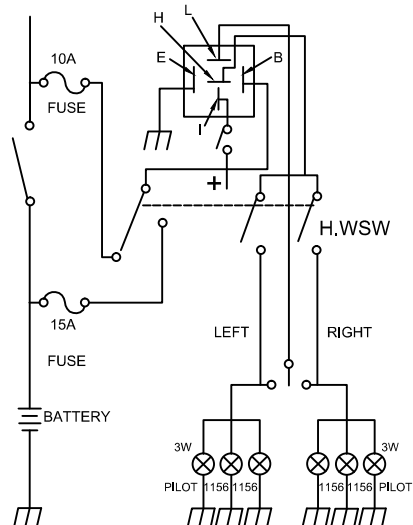 L
H
10A
E
B
FUSE
I
+
H.WSW
15A
LEFT
RIGHT
FUSE
BATTERY
3W
3W
PILOT 1156 1156
1156 1156 PILOT